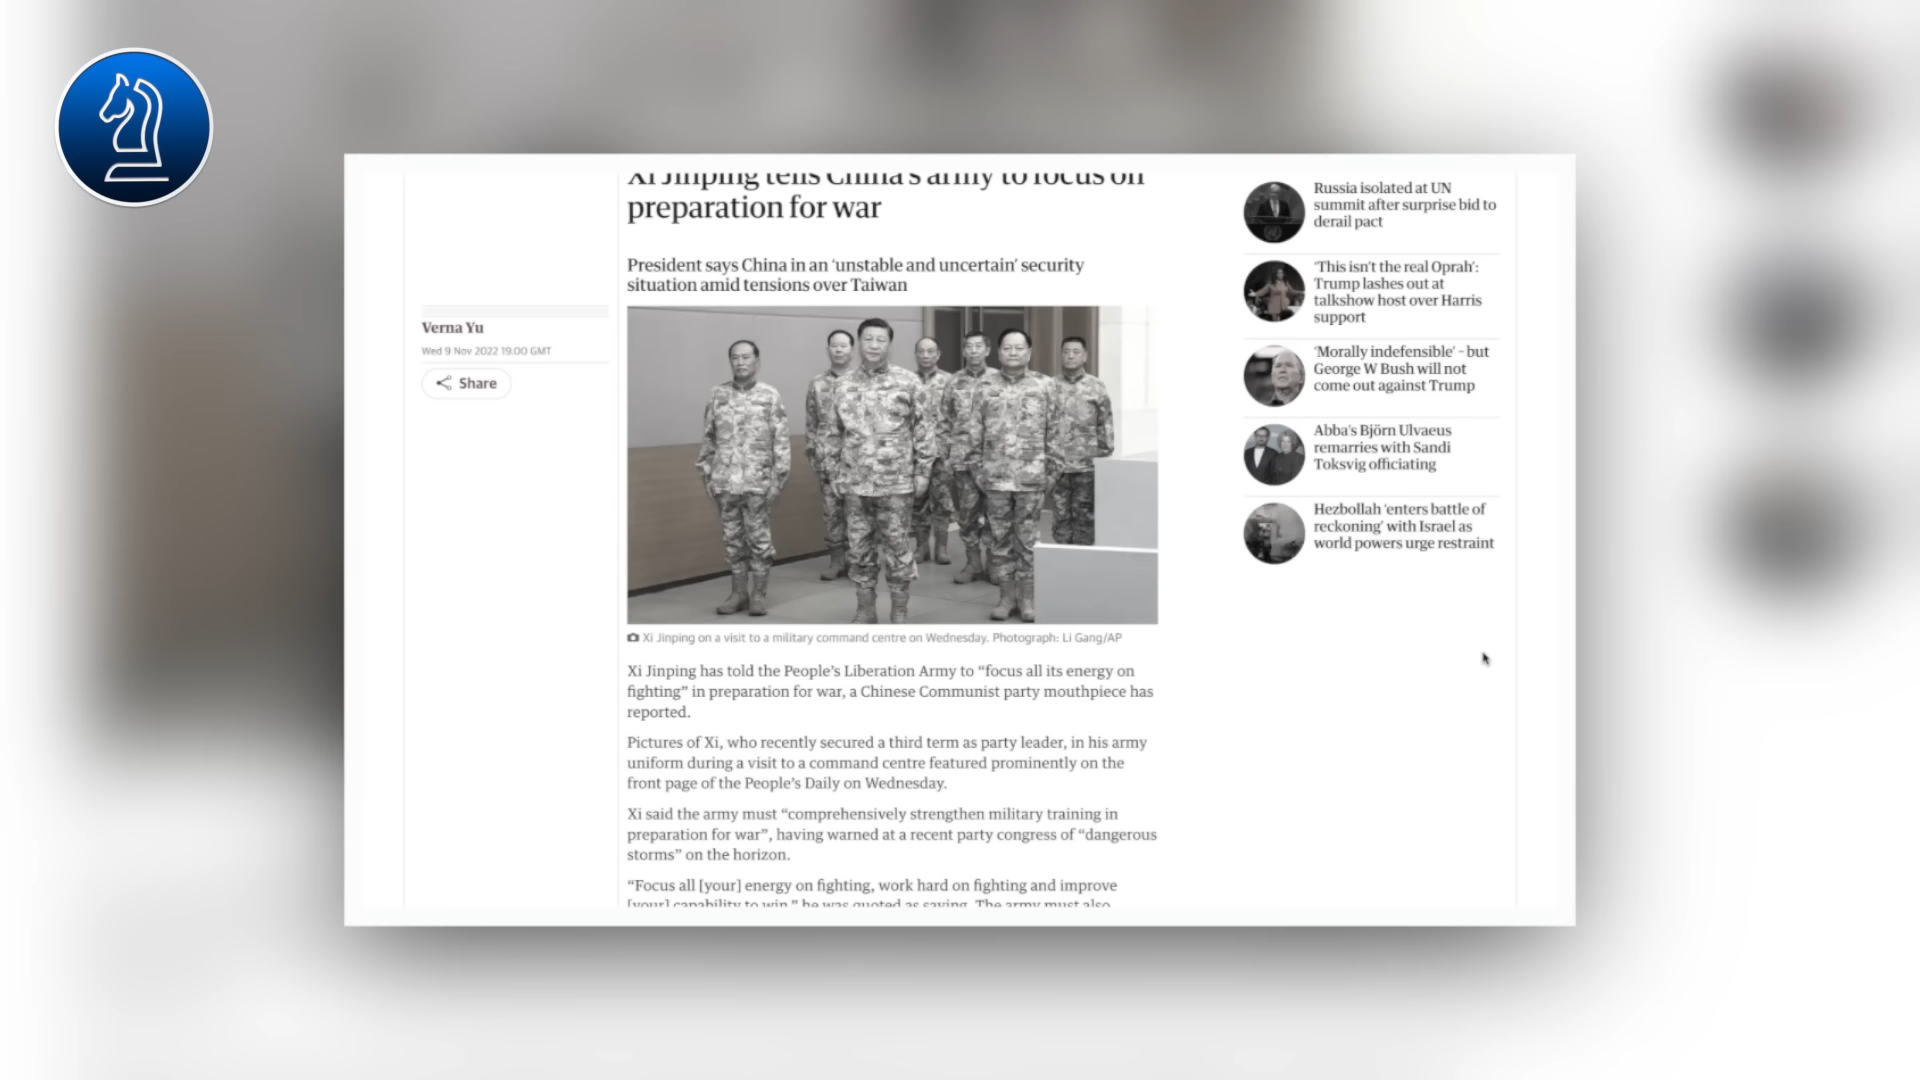 Xi Jinping tells China's army to focus on
preparation for war
President says China in an ‘unstable and uncertain’ security
situation amid tensions over Taiwan
Verna Yu
Wed 9 Nov 2022 19.00 GMT
Share
Xi Jinping on a visit to a military command centre on Wednesday. Photograph: Li Gang/AP
Xi Jinping has told the People’s Liberation Army to “focus all its energy on
fighting” in preparation for war, a Chinese Communist party mouthpiece has
reported.
Pictures of Xi, who recently secured a third term as party leader, in his army
uniform during a visit to a command centre featured prominently on the
front page of the People’s Daily on Wednesday.
Xi said the army must “comprehensively strengthen military training in
preparation for war”, having warned at a recent party congress of “dangerous
storms” on the horizon.
“Focus all [your] energy on fighting, work hard on fighting and improve
[your] capability to win,” he was quoted as saying. The army must also
Russia isolated at UN
summit after surprise bid to
derail pact
‘This isn’t the real Oprah’:
Trump lashes out at
talkshow host over Harris
support
‘Morally indefensible’ – but
George W Bush will not
come out against Trump
Abba’s Björn Ulvaeus
remarries with Sandi
Toksvig officiating
Hezbollah ‘enters battle of
reckoning’ with Israel as
world powers urge restraint